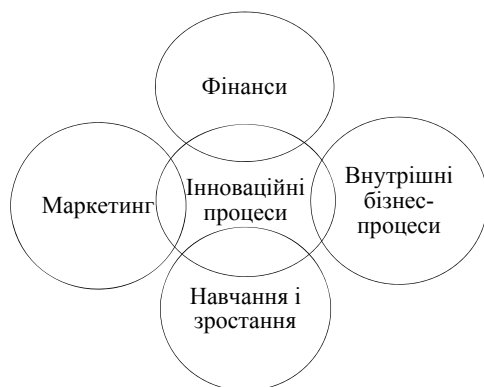 Фінанси
Маркетинг
Інноваційні
процеси
Внутрішні
бізнес-
процеси
Навчання і
зростання